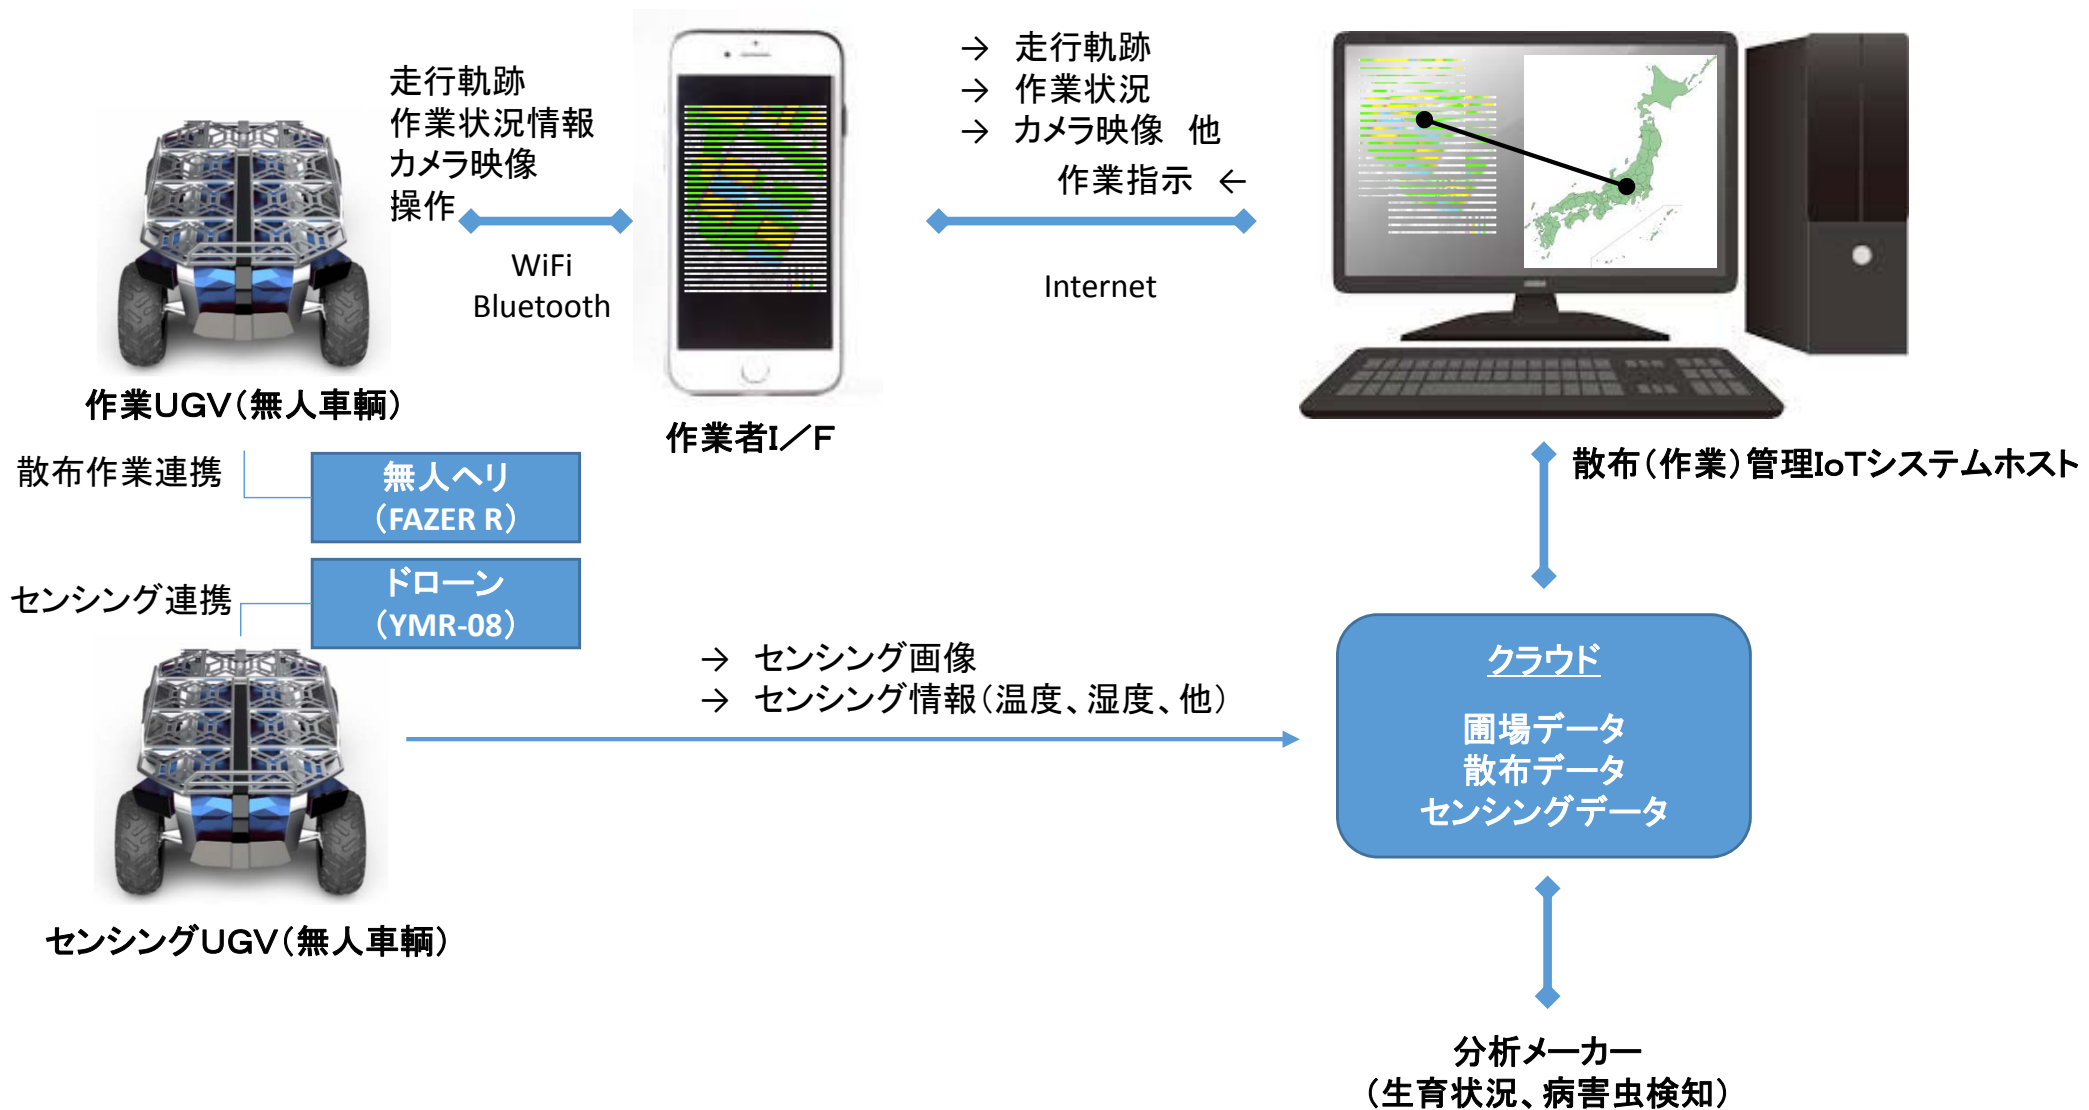 走行軌跡
作業状況情報
カメラ映像
操作
WiFi
Bluetooth
→ 走行軌跡
→ 作業状況
→ カメラ映像 他
作業指示 ←
Internet
作業UGV(無人車輌)
作業者I/F
散布(作業)管理IoTシステムホスト
散布作業連携
無人ヘリ
(FAZER R)
センシング連携
ドローン
(YMR-08)
→ センシング画像
→ センシング情報(温度、湿度、他)
クラウド
圃場データ
散布データ
センシングデータ
センシングUGV(無人車輌)
分析メーカー
(生育状況、病害虫検知)